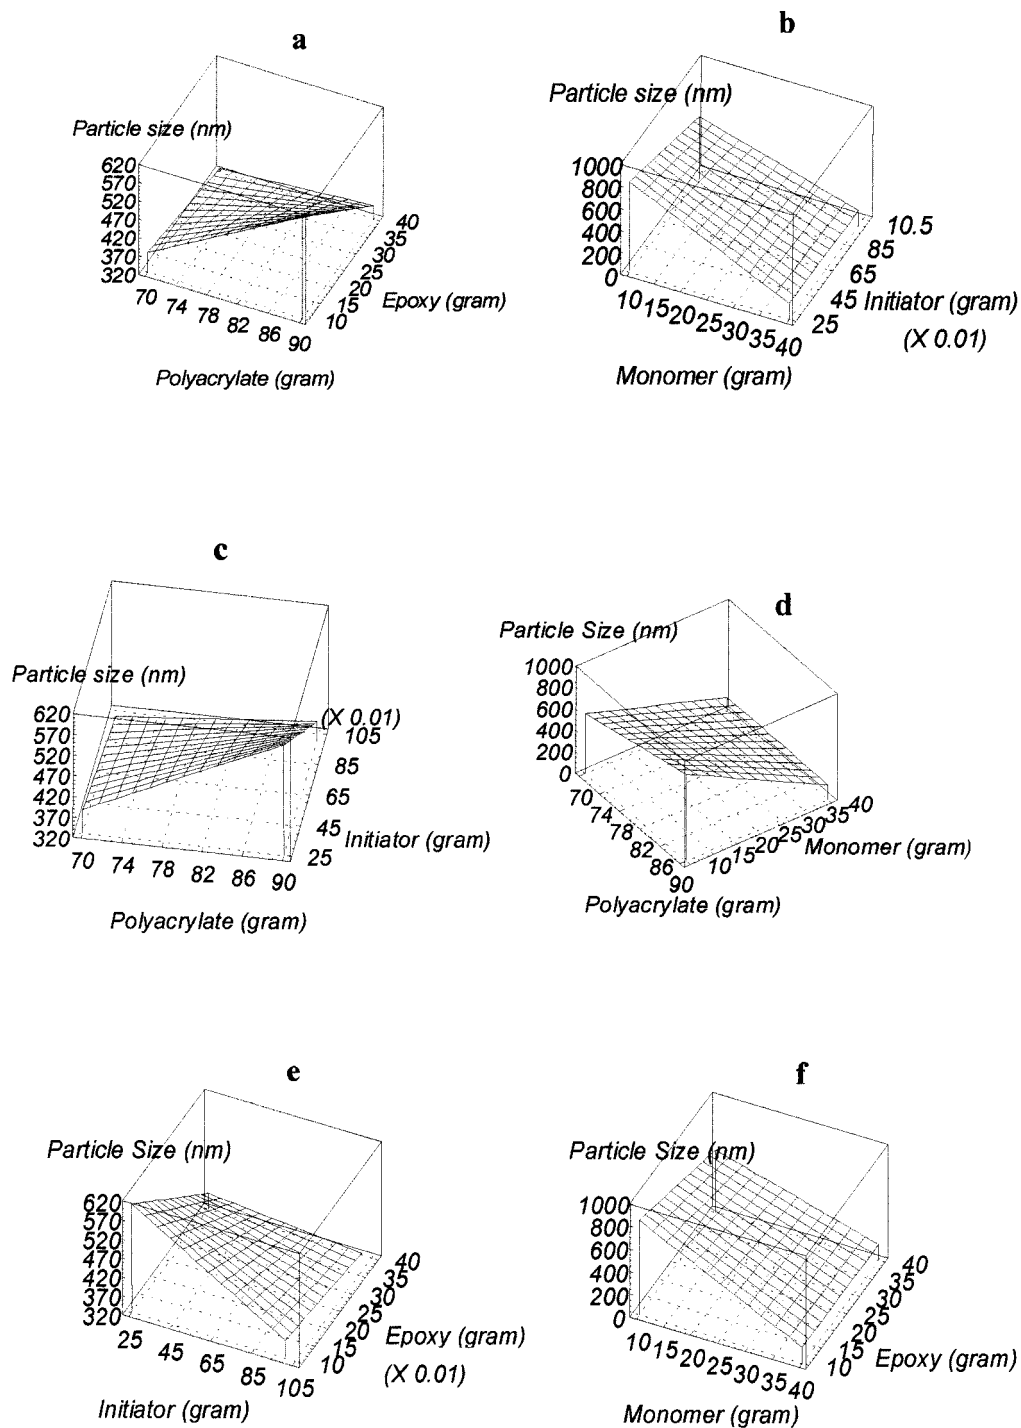 a
Particle size (nm)
620
570
520
470
420
370
320
70 74 78 82 86 90
10 15 20 25 30 35 40
Epoxy (gram)
Polyacrylate (gram)
b
Particle size (nm)
1000
800
600
400
200
0
10 15 20 25 30 35 40
25 45 65 85 10.5
Initiator (gram)
(X 0.01)
Monomer (gram)
c
Particle size (nm)
620
570
520
470
420
370
320
70 74 78 82 86 90
25 45 65 85 105
(X 0.01)
Initiator (gram)
Polyacrylate (gram)
d
Particle Size (nm)
1000
800
600
400
200
0
70 74 78 82 86 90
10 15 20 25 30 35 40
Monomer (gram)
Polyacrylate (gram)
e
Particle Size (nm)
620
570
520
470
420
370
320
25 45 65 85 105
10 15 20 25 30 35 40
Epoxy (gram)
(X 0.01)
Initiator (gram)
f
Particle Size (nm)
1000
800
600
400
200
0
10 15 20 25 30 35 40
10 15 20 25 30 35 40
Epoxy (gram)
Monomer (gram)